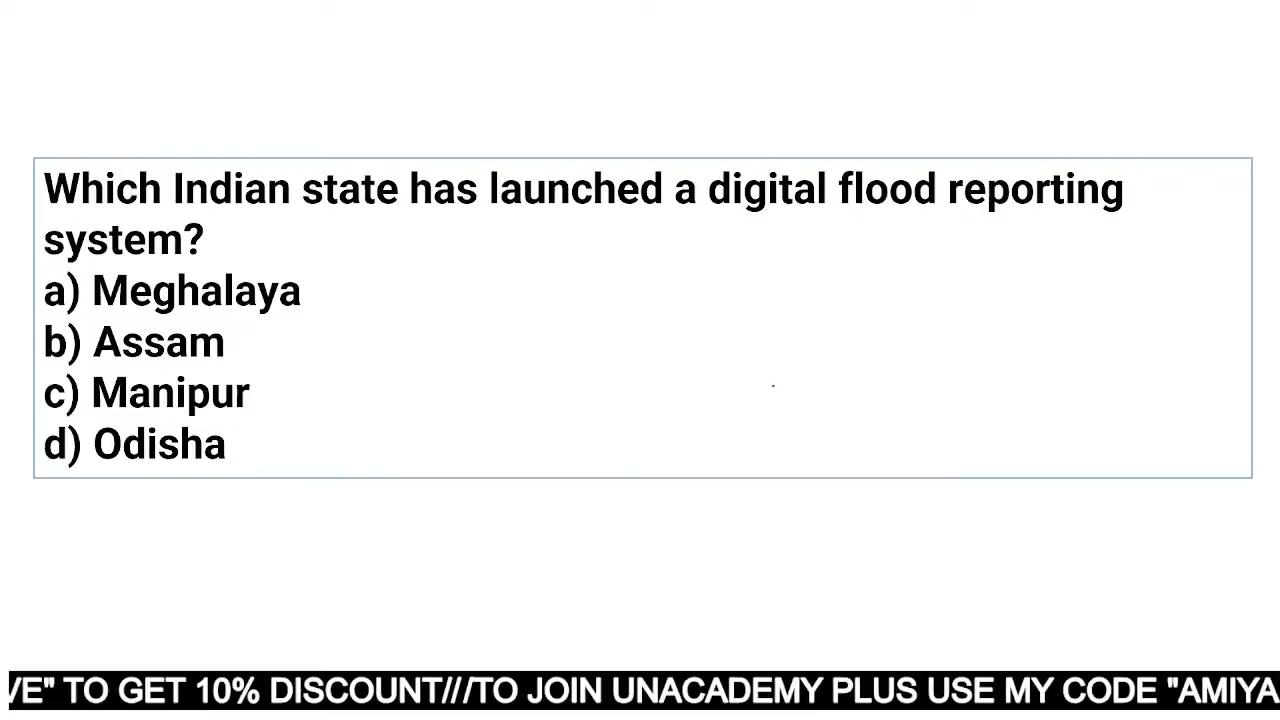 Which Indian state has launched a digital flood reporting
system?
a) Meghalaya
b) Assam
c) Manipur
d) Odisha
VE" TO GET 10% DISCOUNT///TO JOIN UNACADEMY PLUS USE MY CODE "AMIYA